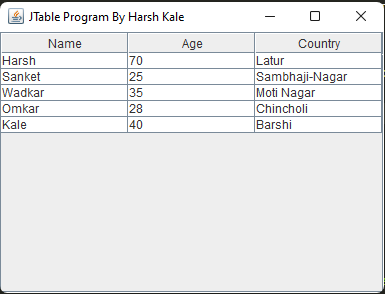 JTable Program By Harsh Kale
Name Age Country
Harsh 70 Latur
Sanket 25 Sambhaji-Nagar
Wadkar 35 Moti Nagar
Omkar 28 Chincholi
Kale 40 Barshi